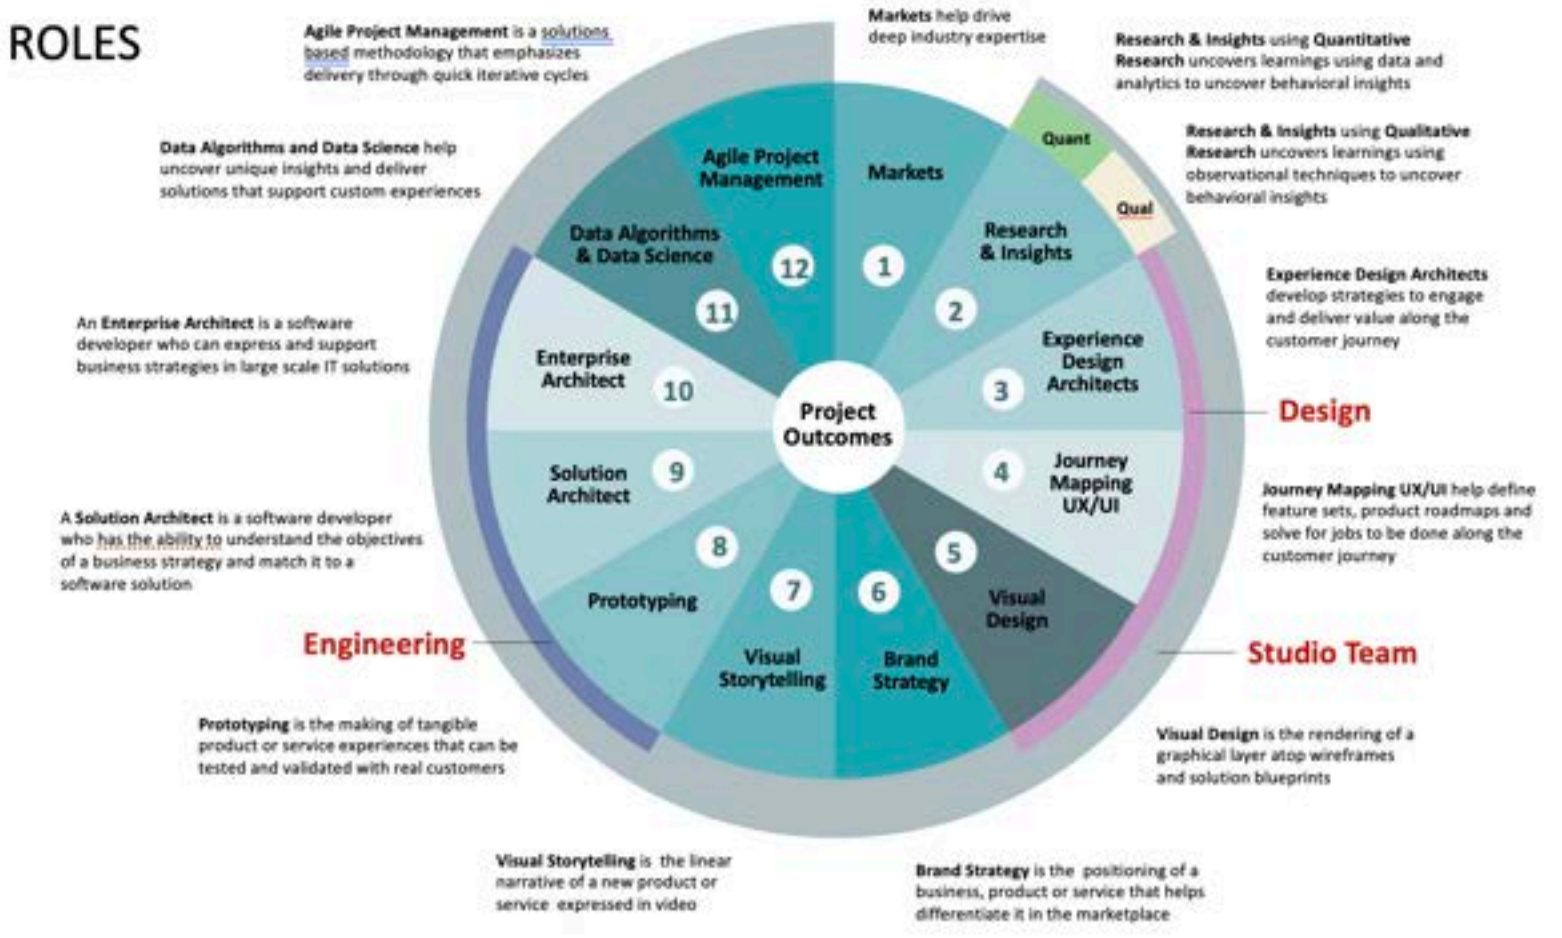 ROLES
Agile Project Management is a solutions
based methodology that emphasizes
delivery through quick iterative cycles
Markets help drive
deep industry expertise
Research & Insights using Quantitative
Research uncovers learnings using data and
analytics to uncover behavioral insights
Research & Insights using Qualitative
Research uncovers learnings using
observational techniques to uncover
behavioral insights
Data Algorithms and Data Science help
uncover unique insights and deliver
solutions that support custom experiences
Experience Design Architects
develop strategies to engage
and deliver value along the
customer journey
An Enterprise Architect is a software
developer who can express and support
business strategies in large scale IT solutions
Design
Journey Mapping UX/UI help define
feature sets, product roadmaps and
solve for jobs to be done along the
customer journey
A Solution Architect is a software developer
who has the ability to understand the objectives
of a business strategy and match it to a
software solution
Engineering
Studio Team
Prototyping is the making of tangible
product or service experiences that can be
tested and validated with real customers
Visual Design is the rendering of a
graphical layer atop wireframes
and solution blueprints
Visual Storytelling is the linear
narrative of a new product or
service expressed in video
Brand Strategy is the positioning of a
business, product or service that helps
differentiate it in the marketplace
Quant
Qual
Markets
1
Research
& Insights
2
Experience
Design
Architects
3
Journey
Mapping
UX/UI
4
Visual
Design
5
Brand
Strategy
6
Visual
Storytelling
7
Prototyping
8
Solution
Architect
9
Enterprise
Architect
10
Data Algorithms
& Data Science
11
Agile Project
Management
12
Project
Outcomes